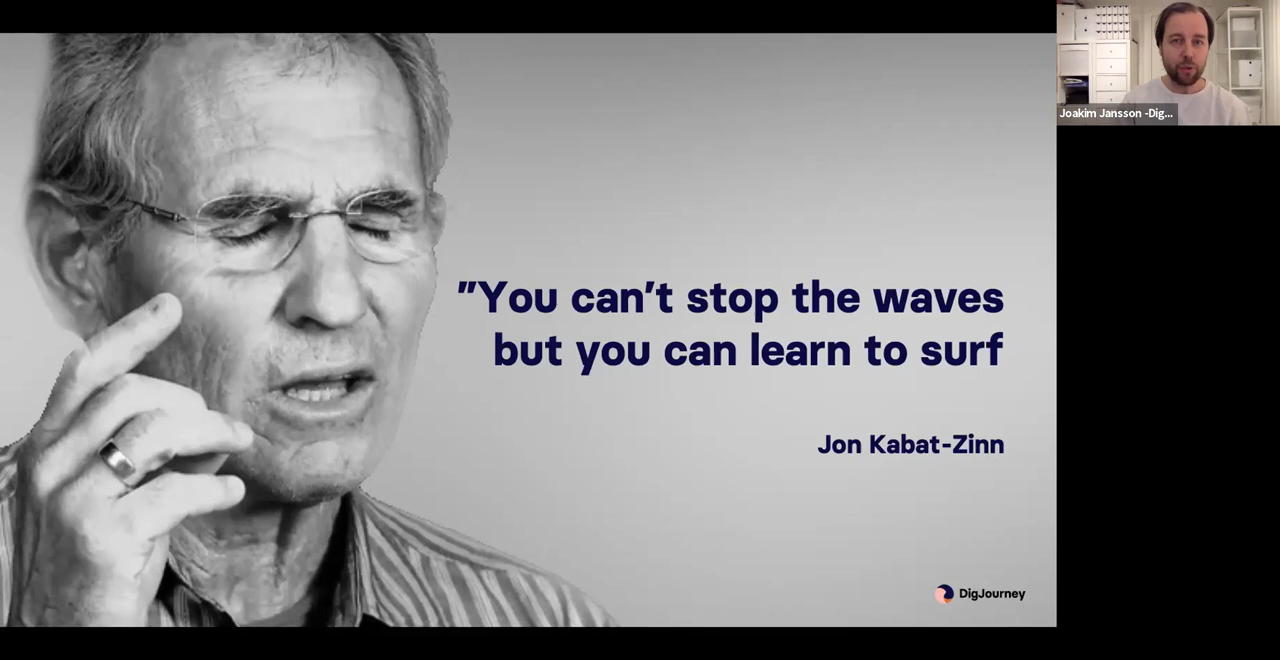 Joakim Jansson -Dig...
"You can't stop the waves
but you can learn to surf
Jon Kabat-Zinn
DigJourney